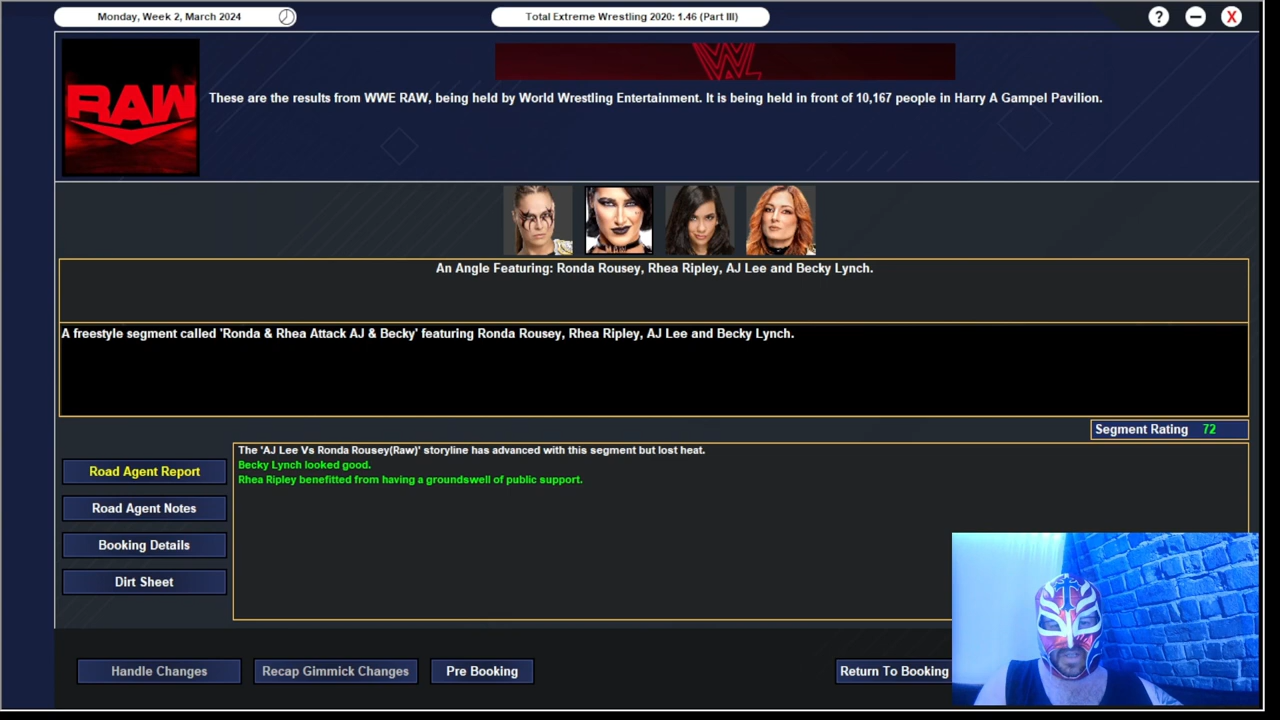 Monday, Week 2, March 2024
Total Extreme Wrestling 2020: 1.46 (Part III)
?
X
RAW
These are the results from WWE RAW, being held by World Wrestling Entertainment. It is being held in front of 10,167 people in Harry A Gampel Pavilion.
An Angle Featuring: Ronda Rousey, Rhea Ripley, AJ Lee and Becky Lynch.
A freestyle segment called 'Ronda & Rhea Attack AJ & Becky' featuring Ronda Rousey, Rhea Ripley, AJ Lee and Becky Lynch.
Segment Rating 72
Road Agent Report
Road Agent Notes
Booking Details
Dirt Sheet
The 'AJ Lee Vs Ronda Rousey(Raw)' storyline has advanced with this segment but lost heat.
Becky Lynch looked good.
Rhea Ripley benefitted from having a groundswell of public support.
Handle Changes
Recap Gimmick Changes
Pre Booking
Return To Booking